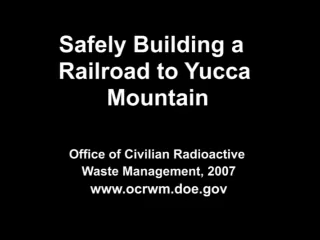 Safely Building a
Railroad to Yucca
Mountain
Office of Civilian Radioactive
Waste Management, 2007
www.ocrwm.doe.gov